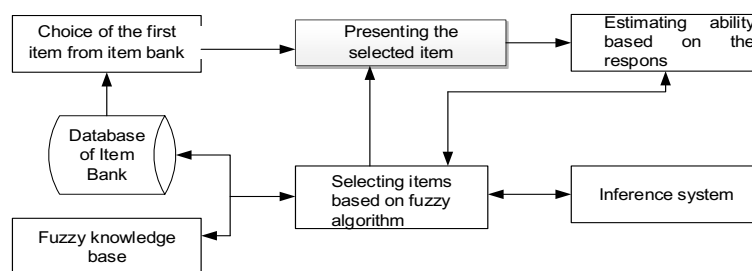 Choice of the first
item from item bank
Presenting the
selected item
Estimating ability
based on the
respons
Database
of Item
Bank
Selecting items
based on fuzzy
algorithm
Inference system
Fuzzy knowledge
base